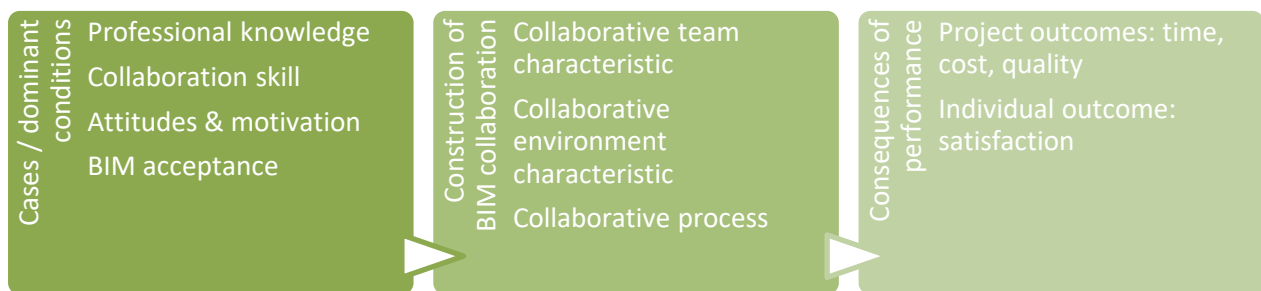 Cases / dominant
conditions
Professional knowledge
Collaboration skill
Attitudes & motivation
BIM acceptance
Construction of
BIM collaboration
Collaborative team
characteristic
Collaborative
environment
characteristic
Collaborative process
Consequences of
performance
Project outcomes: time,
cost, quality
Individual outcome:
satisfaction